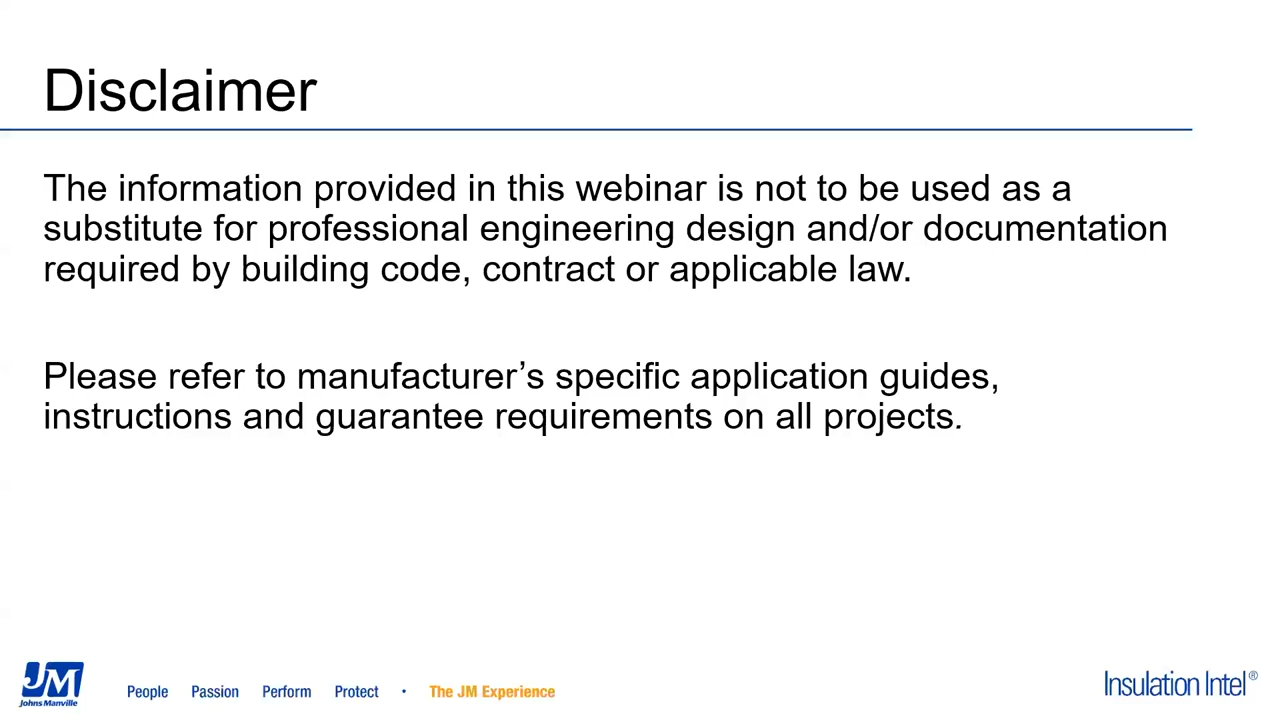 Disclaimer
The information provided in this webinar is not to be used as a
substitute for professional engineering design and/or documentation
required by building code, contract or applicable law.
Please refer to manufacturer’s specific application guides,
instructions and guarantee requirements on all projects.
JM
Johns Manville
People Passion Perform Protect • The JM Experience
Insulation Intel®